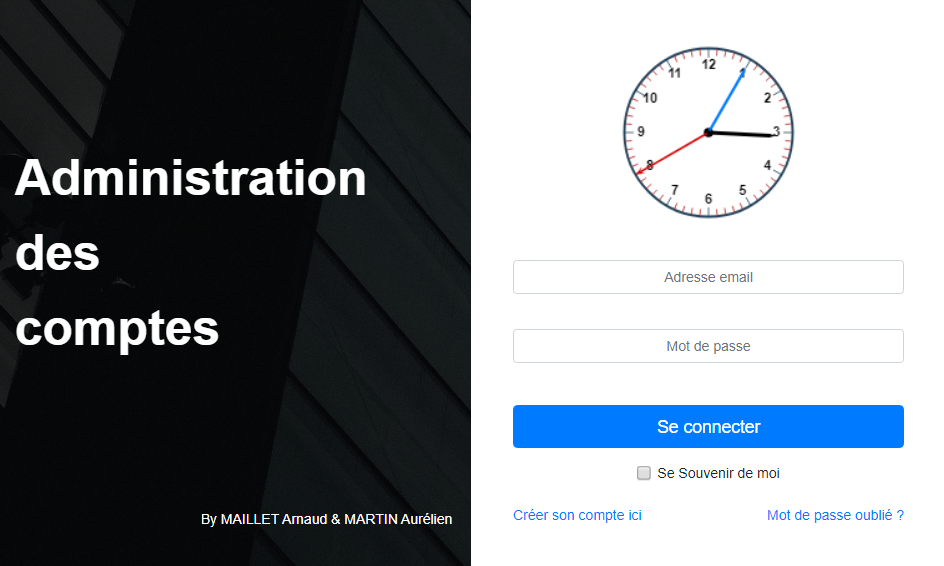 Administration
des
comptes
By MAILLET Arnaud & MARTIN Aurélien
12
1
2
3
4
5
6
7
8
9
10
11
Adresse email
Mot de passe
Se connecter
Se Souvenir de moi
Créer son compte ici
Mot de passe oublié ?